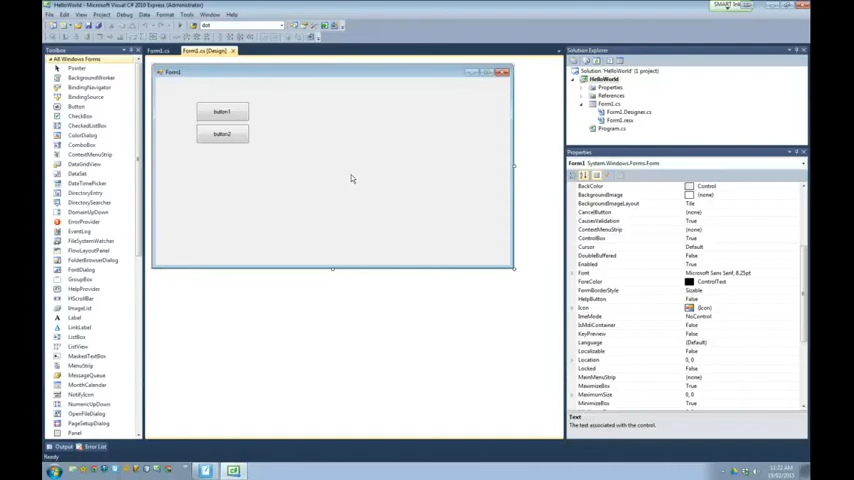 HelloWorld - Microsoft Visual C# 2010 Express (Administrator)
SMART Ink
File Edit View Project Debug Data Format Tools Window Help
dot
Toolbox
Form1.cs
Form1.cs [Design]
Solution Explorer
All Windows Forms
Pointer
BackgroundWorker
BindingNavigator
BindingSource
Button
CheckBox
CheckedListBox
ColorDialog
ComboBox
ContextMenuStrip
DataGridView
DataSet
DateTimePicker
DirectoryEntry
DirectorySearcher
DomainUpDown
ErrorProvider
EventLog
FileSystemWatcher
FlowLayoutPanel
FolderBrowserDialog
FontDialog
GroupBox
HelpProvider
HScrollBar
ImageList
Label
LinkLabel
ListBox
ListView
MaskedTextBox
MenuStrip
MessageQueue
MonthCalendar
NotifyIcon
NumericUpDown
OpenFileDialog
PageSetupDialog
Panel
Form1
button1
button2
Solution 'HelloWorld' (1 project)
HelloWorld
Properties
References
Form1.cs
Form1.Designer.cs
Form1.resx
Program.cs
Properties
Form1 System.Windows.Forms.Form
BackColor Control
BackgroundImage (none)
BackgroundImageLayout Tile
CancelButton (none)
CausesValidation True
ContextMenuStrip (none)
ControlBox True
Cursor Default
DoubleBuffered False
Enabled True
Font Microsoft Sans Serif, 8.25pt
ForeColor ControlText
FormBorderStyle Sizable
HelpButton False
Icon (Icon)
ImeMode NoControl
IsMdiContainer False
KeyPreview False
Language (Default)
Localizable False
Location 0, 0
Locked False
MainMenuStrip (none)
MaximizeBox True
MaximumSize 0, 0
MinimizeBox True
Text
The text associated with the control.
Output Error List
Ready